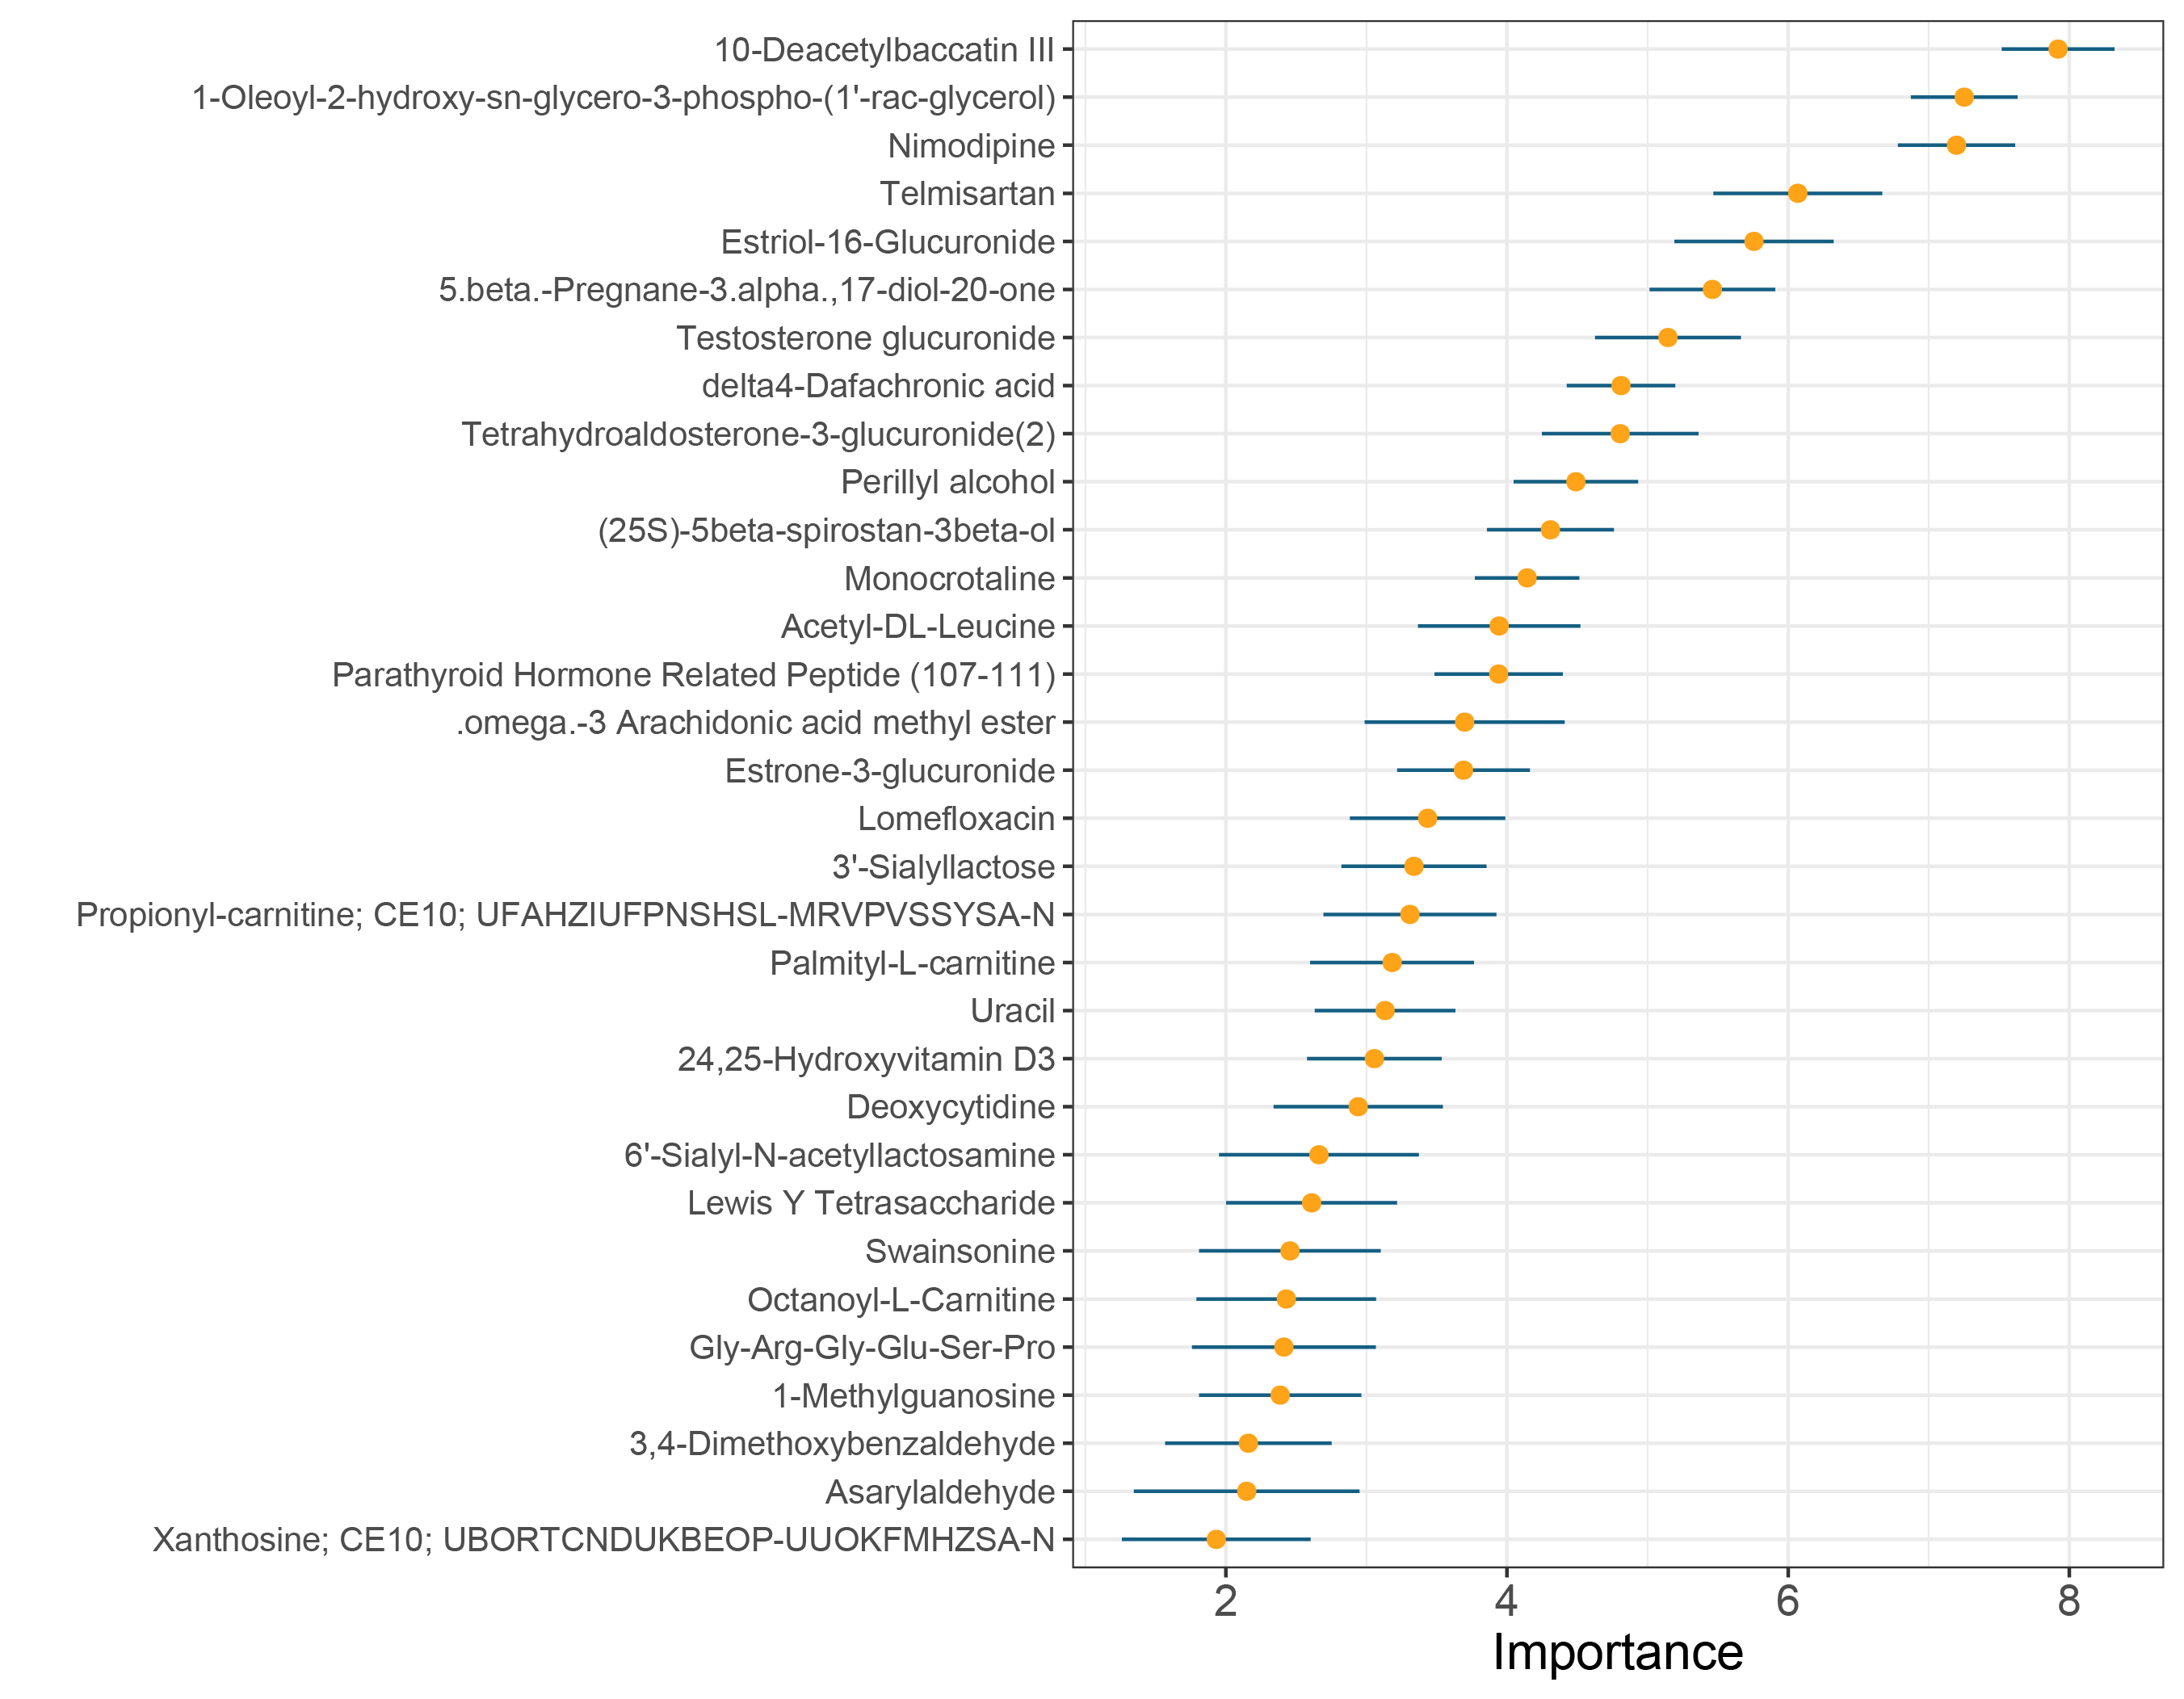 10-Deacetylbaccatin III
1-Oleoyl-2-hydroxy-sn-glycero-3-phospho-(1'-rac-glycerol)
Nimodipine
Telmisartan
Estriol-16-Glucuronide
5.beta.-Pregnane-3.alpha.,17-diol-20-one
Testosterone glucuronide
delta4-Dafachronic acid
Tetrahydroaldosterone-3-glucuronide(2)
Perillyl alcohol
(25S)-5beta-spirostan-3beta-ol
Monocrotaline
Acetyl-DL-Leucine
Parathyroid Hormone Related Peptide (107-111)
.omega.-3 Arachidonic acid methyl ester
Estrone-3-glucuronide
Lomefloxacin
3'-Sialyllactose
Propionyl-carnitine; CE10; UFAHZIUFPNSHSL-MRVPVSSYSA-N
Palmityl-L-carnitine
Uracil
24,25-Hydroxyvitamin D3
Deoxycytidine
6'-Sialyl-N-acetyllactosamine
Lewis Y Tetrasaccharide
Swainsonine
Octanoyl-L-Carnitine
Gly-Arg-Gly-Glu-Ser-Pro
1-Methylguanosine
3,4-Dimethoxybenzaldehyde
Asarylaldehyde
Xanthosine; CE10; UBORTCNDUKBEOP-UUOKFMHZSA-N
2 4 6 8
Importance